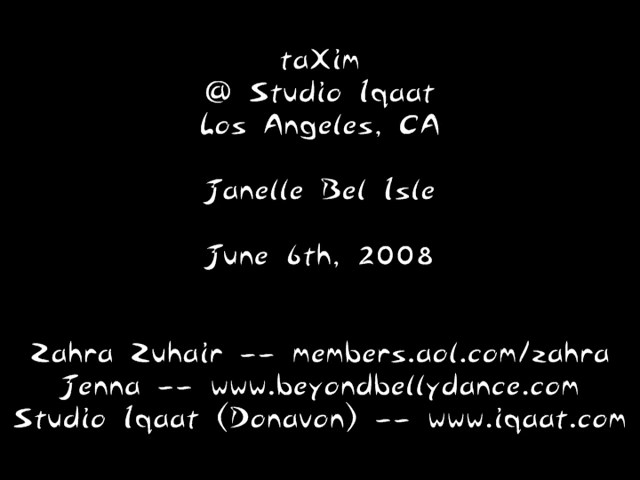 taXim
@ Studio Iqaat
Los Angeles, CA
Janelle Bel Isle
June 6th, 2008
Zahra Zuhair -- members.aol.com/zahra
Jenna -- www.beyondbellydance.com
Studio Iqaat (Donavon) -- www.iqaat.com